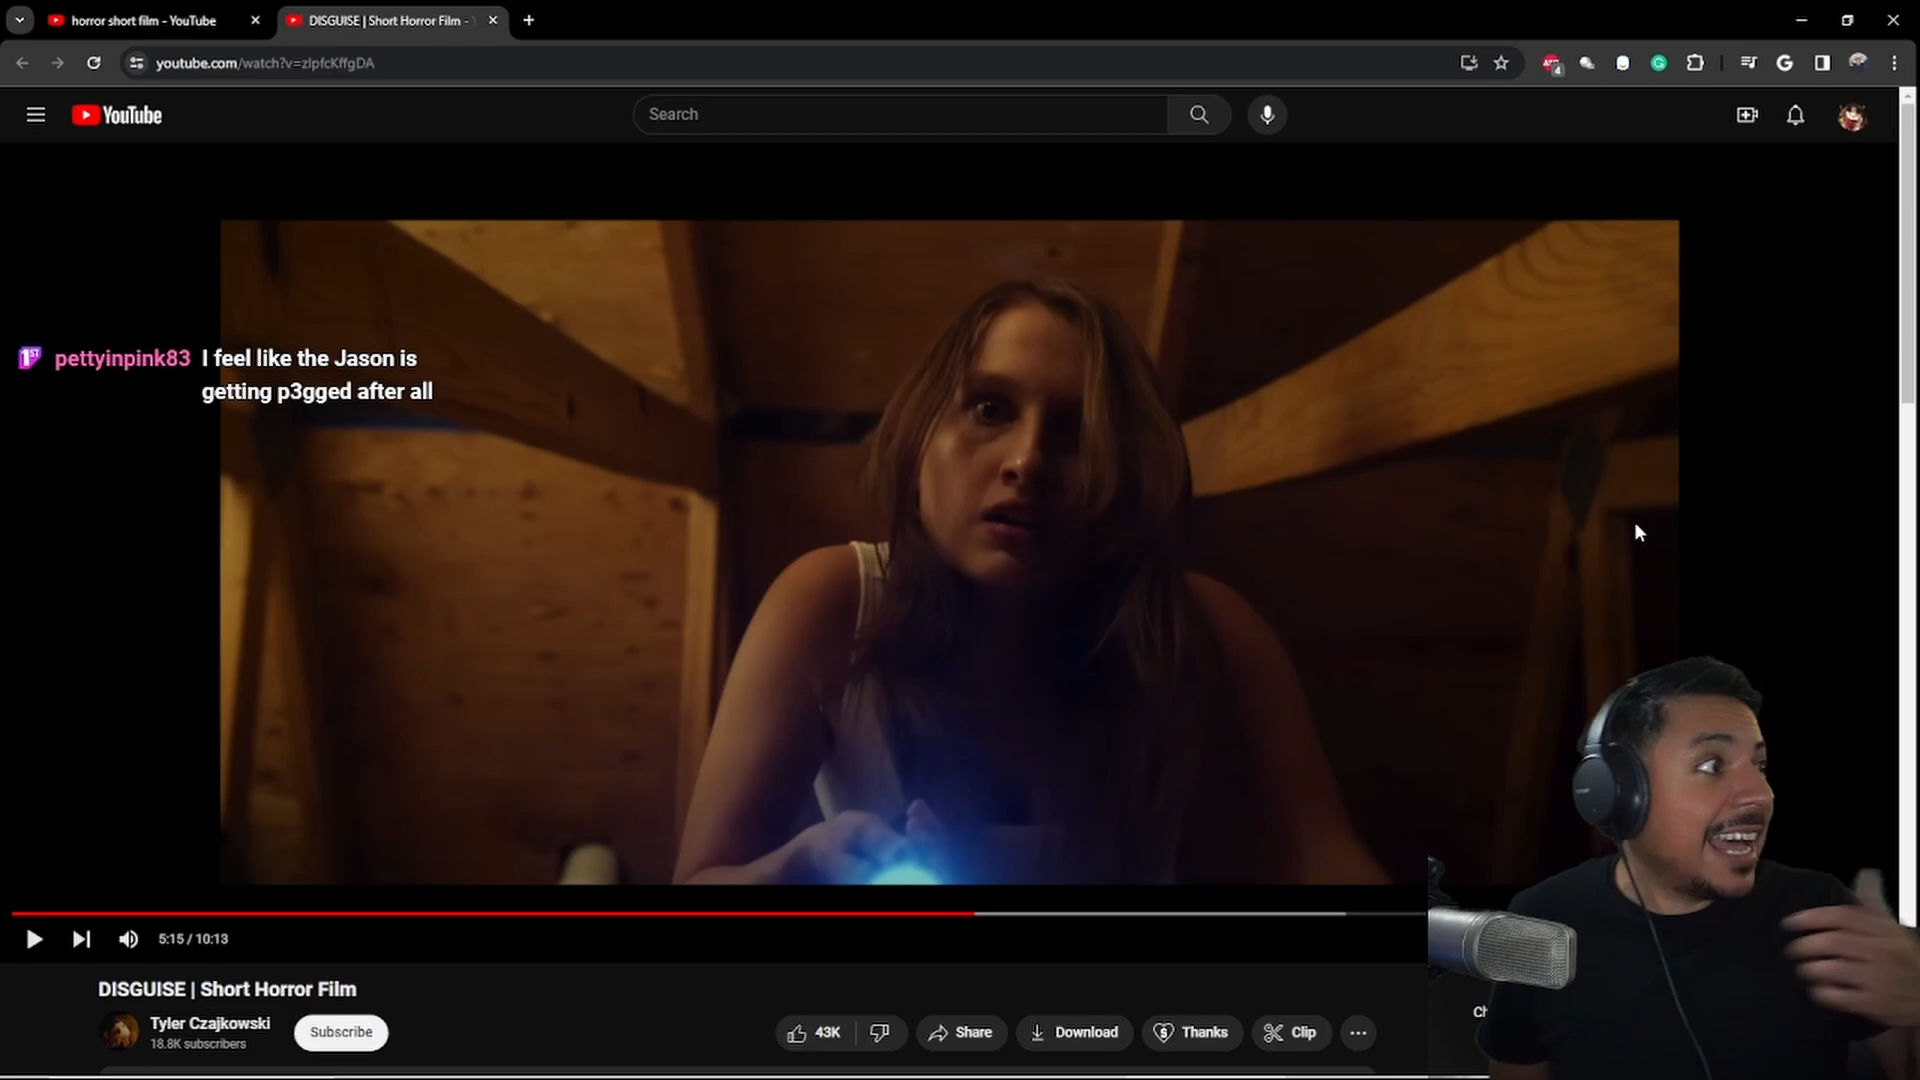 horror short film - YouTube
DISGUISE | Short Horror Film -
youtube.com/watch?v=zlpfcKffgDA
4
YouTube
Search
1ST pettyinpink83 I feel like the Jason is
getting p3gged after all
5:15 / 10:13
DISGUISE | Short Horror Film
Tyler Czajkowski
18.8K subscribers
Subscribe
43K
Share
Download
Thanks
Clip